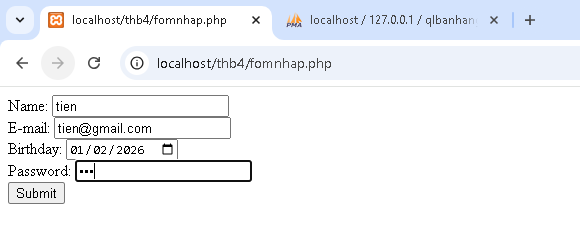 localhost/thb4/fomnhap.php
localhost / 127.0.0.1 / qlbanhan
localhost/thb4/fomnhap.php
Name: tien
E-mail: tien@gmail.com
Birthday: 01/02/2026
Password: •••
Submit